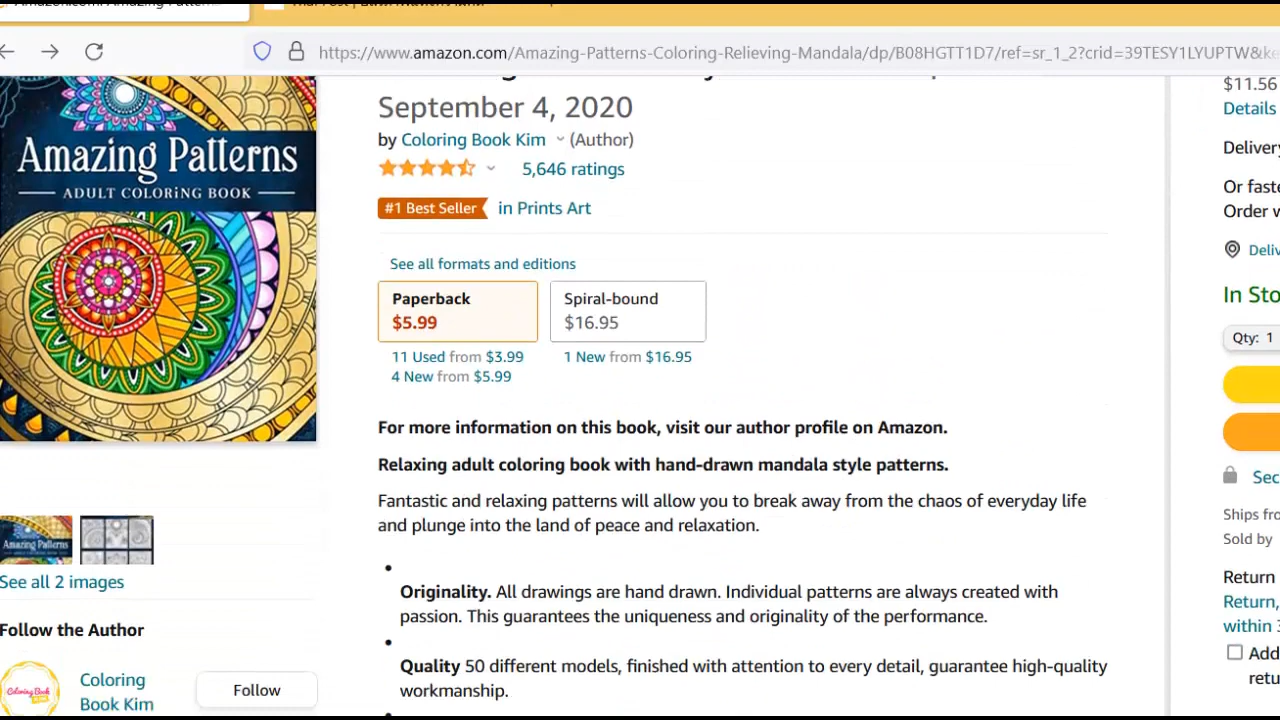 https://www.amazon.com/Amazing-Patterns-Coloring-Relieving-Mandala/dp/B08HGTT1D7/ref=sr_1_2?crid=39TESY1LYUPTW&k
Amazing Patterns
ADULT COLORiNG BOOK
September 4, 2020
by Coloring Book Kim (Author)
5,646 ratings
#1 Best Seller in Prints Art
See all formats and editions
Paperback
$5.99
Spiral-bound
$16.95
11 Used from $3.99
4 New from $5.99
1 New from $16.95
For more information on this book, visit our author profile on Amazon.
Relaxing adult coloring book with hand-drawn mandala style patterns.
Fantastic and relaxing patterns will allow you to break away from the chaos of everyday life
and plunge into the land of peace and relaxation.
• 
Originality. All drawings are hand drawn. Individual patterns are always created with
passion. This guarantees the uniqueness and originality of the performance.
• 
Quality 50 different models, finished with attention to every detail, guarantee high-quality
workmanship.
Amazing Patterns
See all 2 images
Follow the Author
Coloring
Book Kim
Follow
$11.56
Details
Delivery
Or faste
Order w
Deliv
In Sto
Qty: 1
Sec
Ships fro
Sold by
Return
Return,
within 3
Add
retu